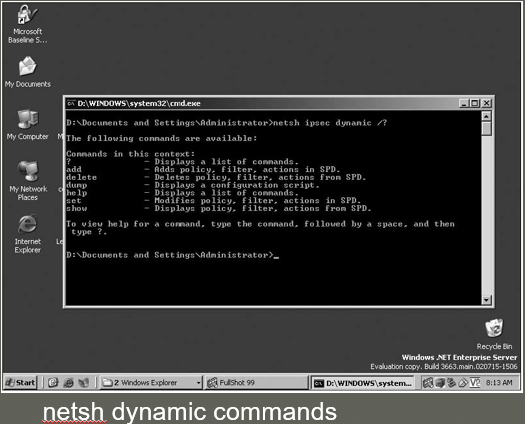 Microsoft
Baseline S...
My Documents
My Computer
My Network
Places
Internet
Explorer
D:\WINDOWS\system32\cmd.exe
D:\Documents and Settings\Administrator>netsh ipsec dynamic /?
The following commands are available:
Commands in this context:
? - Displays a list of commands.
add - Adds policy, filter, actions in SPD.
delete - Deletes policy, filter, actions from SPD.
dump - Displays a configuration script.
help - Displays a list of commands.
set - Modifies policy, filter, actions in SPD.
show - Displays policy, filter, actions from SPD.
To view help for a command, type the command, followed by a space, and then
type ?.
D:\Documents and Settings\Administrator>_
Recycle Bin
Windows .NET Enterprise Server
Evaluation copy. Build 3663.main.020715-1506
Start
2 Windows Explorer
FullShot 99
D:\WINDOWS\system...
8:13 AM
netsh dynamic commands